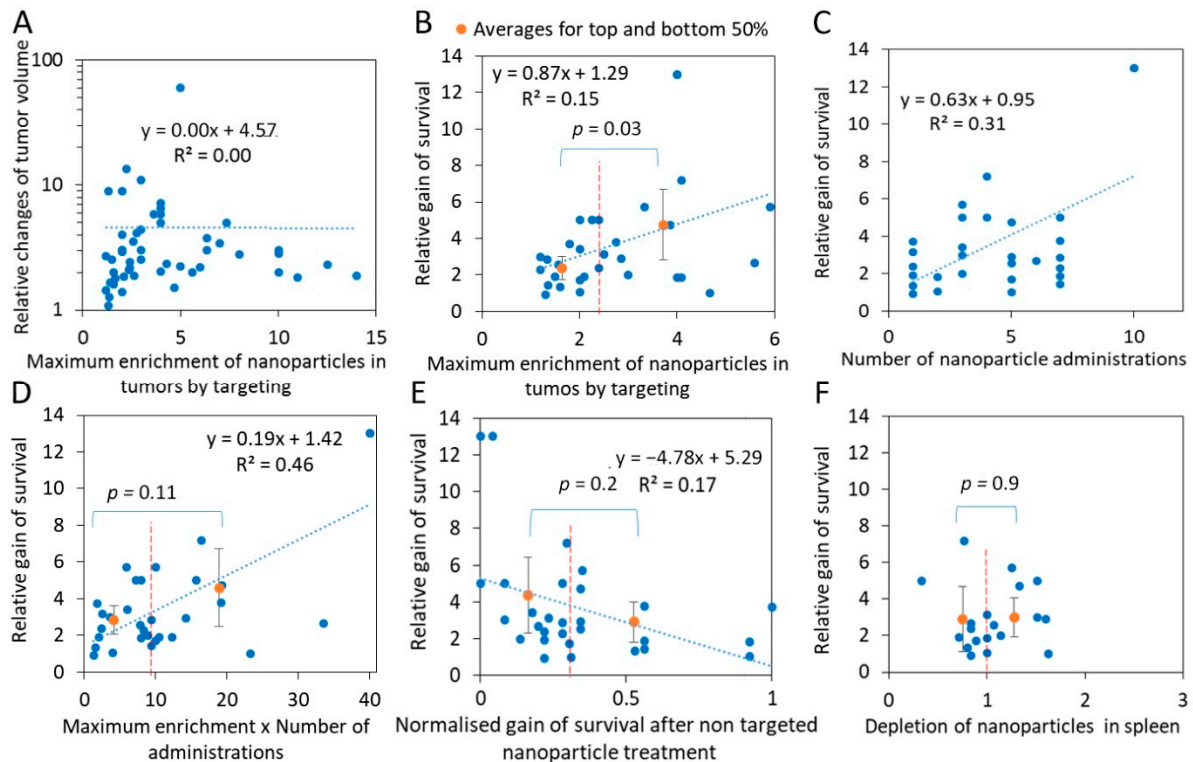 A
Relative changes of tumor volume
100
10
1
y = 0.00x + 4.57
R² = 0.00
0 5 10 15
Maximum enrichment of nanoparticles in
tumors by targeting
B
Averages for top and bottom 50%
Relative gain of survival
14
12
10
8
6
4
2
0
y = 0.87x + 1.29
R² = 0.15
p = 0.03
0 2 4 6
Maximum enrichment of nanoparticles in
tumos by targeting
C
Relative gain of survival
14
12
10
8
6
4
2
0
y = 0.63x + 0.95
R² = 0.31
0 5 10
Number of nanoparticle administrations
D
Relative gain of survival
14
12
10
8
6
4
2
0
y = 0.19x + 1.42
R² = 0.46
p = 0.11
0 10 20 30 40
Maximum enrichment x Number of
administrations
E
Relative gain of survival
14
12
10
8
6
4
2
0
y = −4.78x + 5.29
p = 0.2 R² = 0.17
0 0.5 1
Normalised gain of survival after non targeted
nanoparticle treatment
F
Relative gain of survival
14
12
10
8
6
4
2
0
p = 0.9
0 1 2 3
Depletion of nanoparticles in spleen